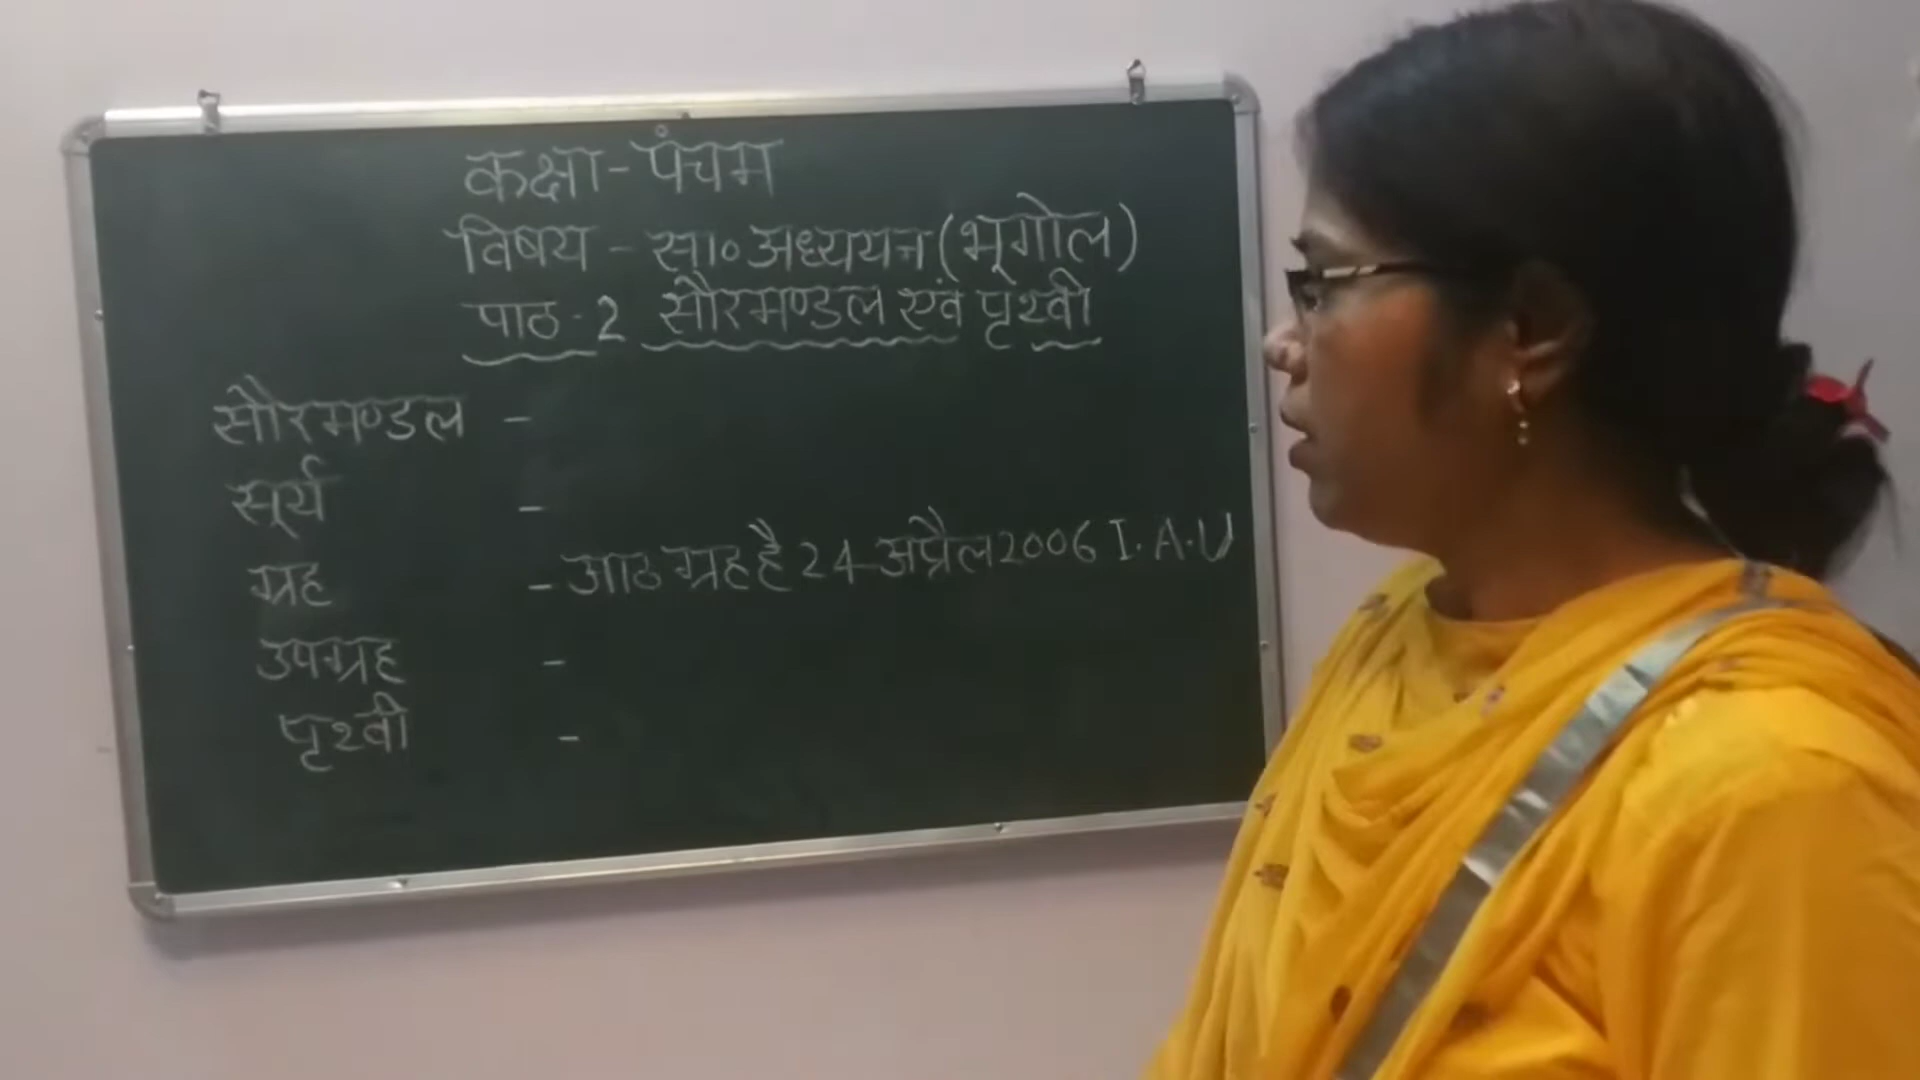 कक्षा - पंचम
विषय - सा० अध्ययन (भूगोल)
पाठ - 2 सौरमण्डल एवं पृथ्वी
सौरमण्डल -
सूर्य -
ग्रह - आठ ग्रह है 24 अप्रैल 2006 I.A.U
उपग्रह -
पृथ्वी -